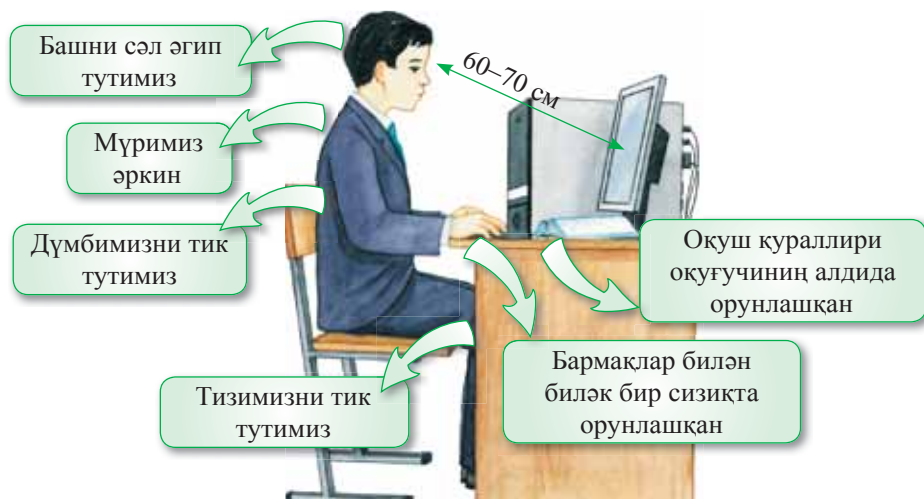 Башни сәл әгип
тутимиз
60–70 см
Мүримиз
әркин
Дүмбимизни тик
тутимиз
Оқуш қураллири
оқуғучиниң алдида
орунлашқан
Бармақлар билән
биләк бир сизиқта
орунлашқан
Тизимизни тик
тутимиз